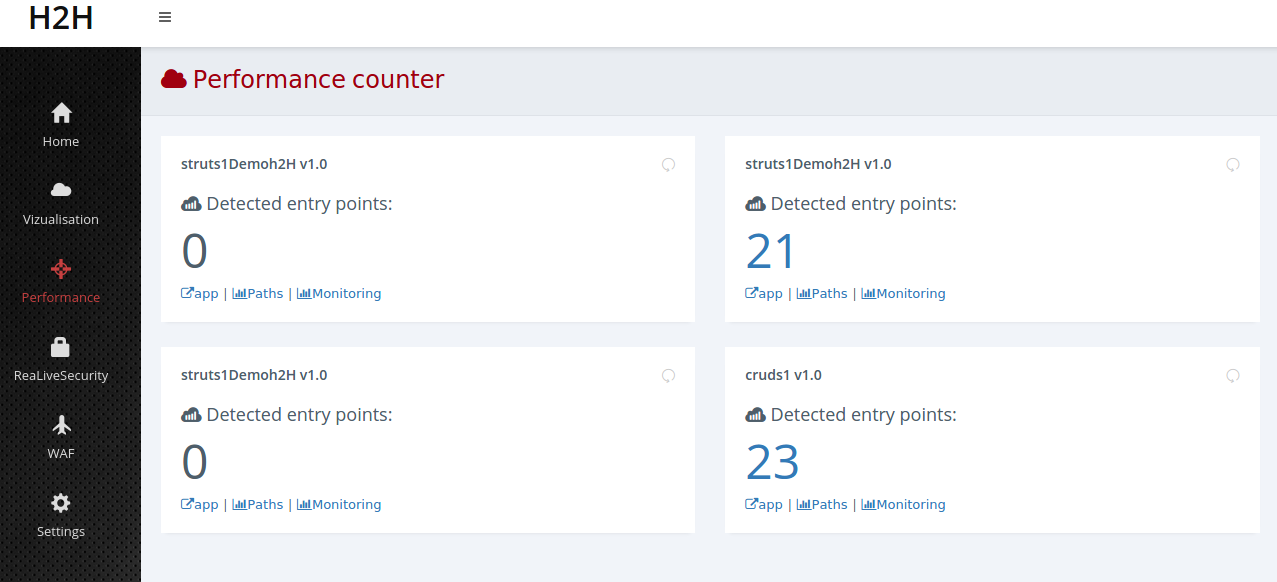 H2H
Home
Vizualisation
Performance
ReaLiveSecurity
WAF
Settings
Performance counter
struts1Demoh2H v1.0
Detected entry points:
0
app | Paths | Monitoring
struts1Demoh2H v1.0
Detected entry points:
21
app | Paths | Monitoring
struts1Demoh2H v1.0
Detected entry points:
0
app | Paths | Monitoring
cruds1 v1.0
Detected entry points:
23
app | Paths | Monitoring